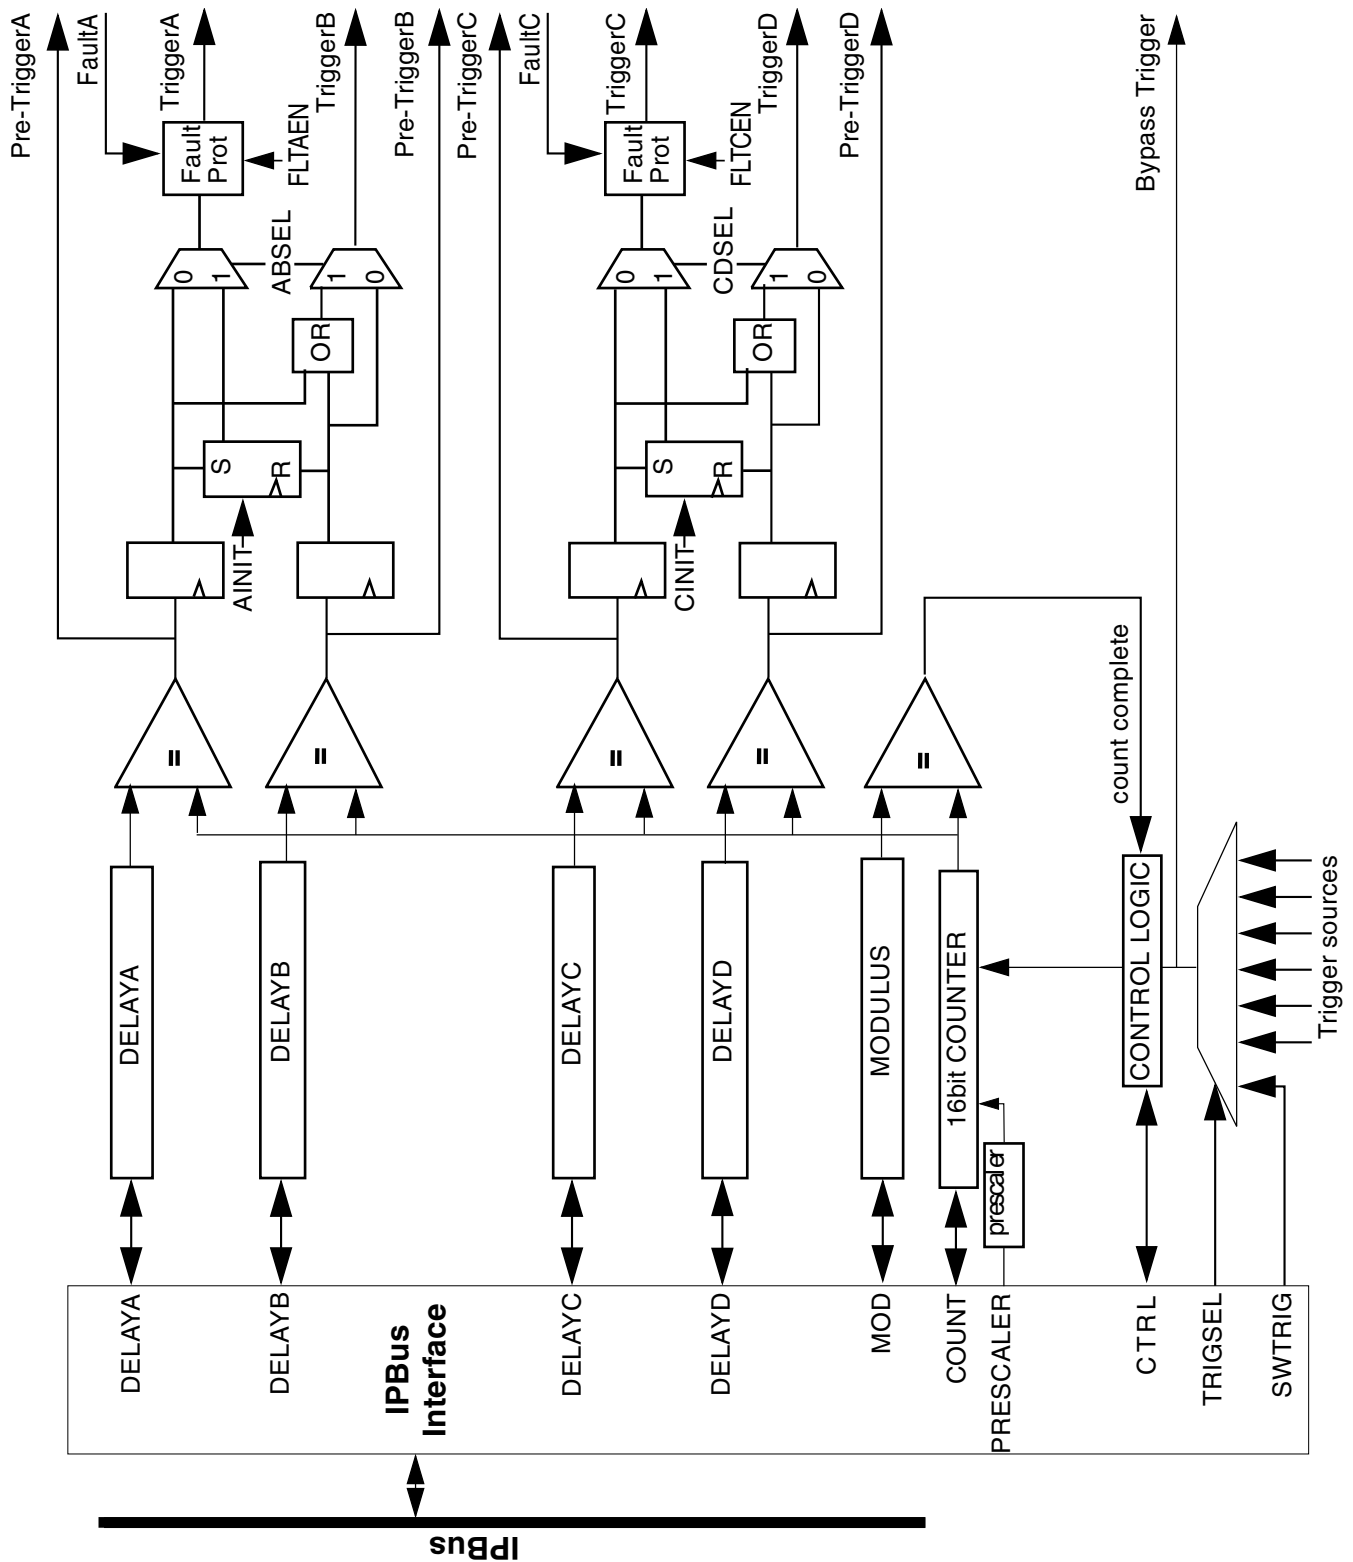 Pre-TriggerA
FaultA
TriggerA
TriggerB
Pre-TriggerB
Pre-TriggerC
FaultC
TriggerC
TriggerD
Pre-TriggerD
Bypass Trigger
Fault
Prot
FLTAEN
Fault
Prot
FLTCEN
0
1
ABSEL
1
0
0
1
CDSEL
1
0
OR
OR
S
R
S
R
AINIT
CINIT
=
=
=
=
=
count complete
DELAYA
DELAYB
DELAYC
DELAYD
MODULUS
16bit COUNTER
prescaler
CONTROL LOGIC
Trigger sources
DELAYA
DELAYB
IPBus
Interface
DELAYC
DELAYD
MOD
COUNT
PRESCALER
CTRL
TRIGSEL
SWTRIG
IPBus